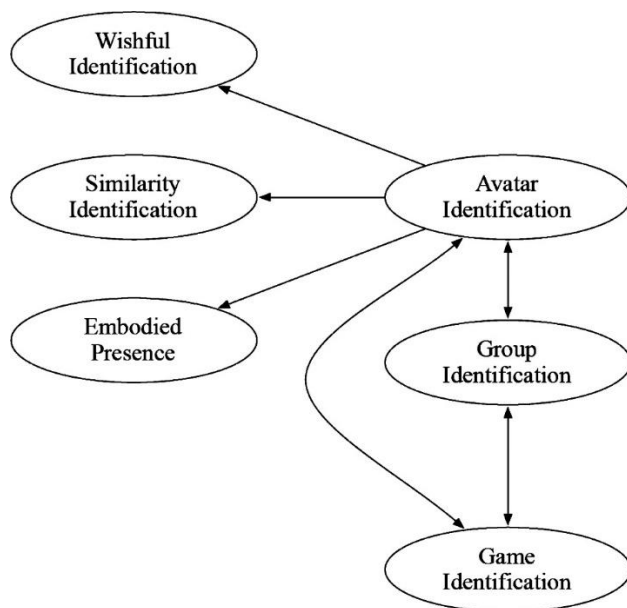 Wishful
Identification
Similarity
Identification
Avatar
Identification
Embodied
Presence
Group
Identification
Game
Identification